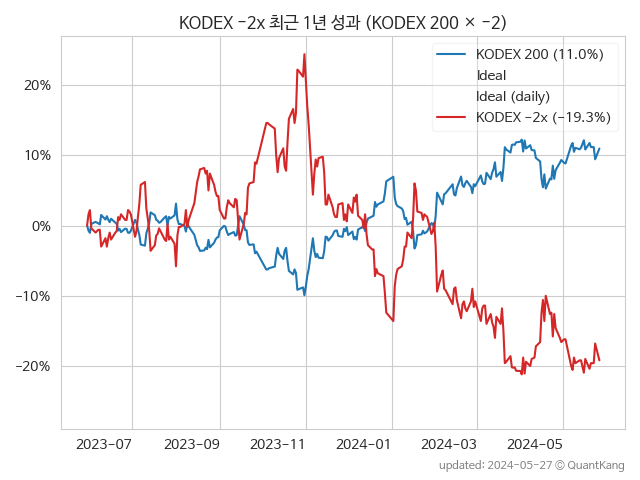 KODEX -2x 최근 1년 성과 (KODEX 200 × -2)
KODEX 200 (11.0%)
Ideal
Ideal (daily)
KODEX -2x (-19.3%)
20%
10%
0%
-10%
-20%
2023-07
2023-09
2023-11
2024-01
2024-03
2024-05
updated: 2024-05-27 © QuantKang